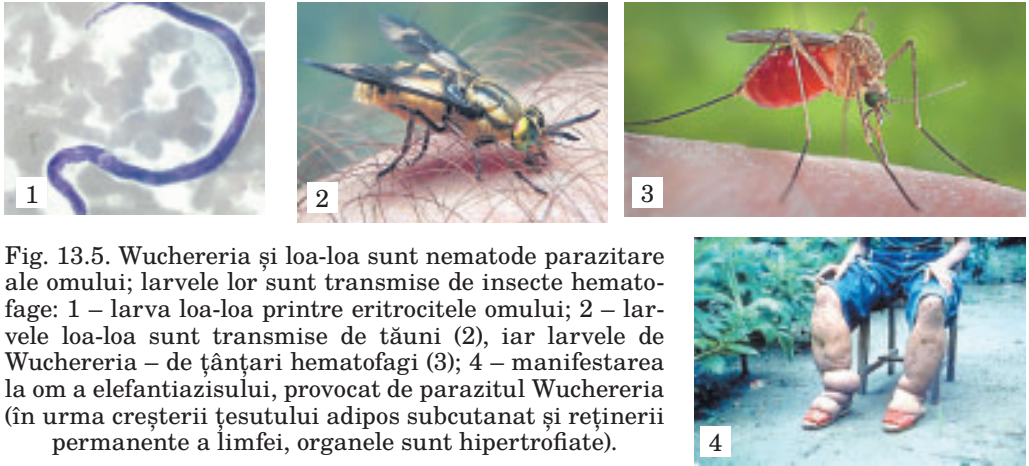 1
2
3
Fig. 13.5. Wuchereria și loa-loa sunt nematode parazitare
ale omului; larvele lor sunt transmise de insecte hemato-
fage: 1 – larva loa-loa printre eritrocitele omului; 2 – lar-
vele loa-loa sunt transmise de tăuni (2), iar larvele de
Wuchereria – de țânțari hematofagi (3); 4 – manifestarea
la om a elefantiazisului, provocat de parazitul Wuchereria
(în urma creșterii țesutului adipos subcutanat și reținerii
permanente a limfei, organele sunt hipertrofiate).
4